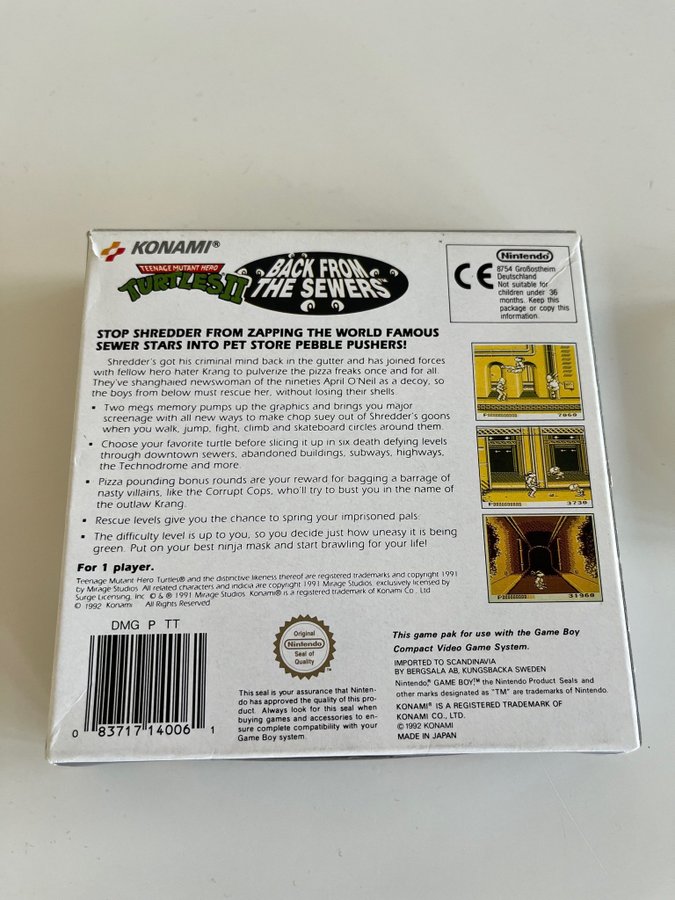 KONAMI®
TEENAGE MUTANT HERO
TURTLES II
BACK FROM
THE SEWERS™
Nintendo®
CE
8754 Großostheim
Deutschland
Not suitable for
children under 36
months. Keep this
package or copy this
information.
STOP SHREDDER FROM ZAPPING THE WORLD FAMOUS
SEWER STARS INTO PET STORE PEBBLE PUSHERS!
Shredder's got his criminal mind back in the gutter and has joined forces
with fellow hero hater Krang to pulverize the pizza freaks once and for all.
They've shanghaied newswoman of the nineties April O'Neil as a decoy, so
the boys from below must rescue her, without losing their shells.
▪ Two megs memory pumps up the graphics and brings you major
screenage with all new ways to make chop suey out of Shredder's goons
when you walk, jump, fight, climb and skateboard circles around them.
▪ Choose your favorite turtle before slicing it up in six death defying levels
through downtown sewers, abandoned buildings, subways, highways,
the Technodrome and more.
▪ Pizza pounding bonus rounds are your reward for bagging a barrage of
nasty villains, like the Corrupt Cops, who'll try to bust you in the name of
the outlaw Krang.
▪ Rescue levels give you the chance to spring your imprisoned pals.
▪ The difficulty level is up to you, so you decide just how uneasy it is being
green. Put on your best ninja mask and start brawling for your life!
7060
3730
31960
For 1 player.
Teenage Mutant Hero Turtles® and the distinctive likeness thereof are registered trademarks and copyright 1991
by Mirage Studios. All related characters and indicia are copyright 1991 Mirage Studios, exclusively licensed by
Surge Licensing, Inc. © & ® 1991 Mirage Studios. Konami® is a registered trademark of Konami Co., Ltd.
© 1992 Konami All Rights Reserved
DMG P TT
0 83717 14006 1
Original
Nintendo
Seal of
Quality
This seal is your assurance that Ninten-
do has approved the quality of this pro-
duct. Always look for this seal when
buying games and accessories to en-
sure complete compatibility with your
Game Boy system.
This game pak for use with the Game Boy
Compact Video Game System.
IMPORTED TO SCANDINAVIA
BY BERGSALA AB, KUNGSBACKA SWEDEN
Nintendo,® GAME BOY,™ the Nintendo Product Seals and
other marks designated as "TM" are trademarks of Nintendo.
KONAMI® IS A REGISTERED TRADEMARK OF
KONAMI CO., LTD.
© 1992 KONAMI
MADE IN JAPAN